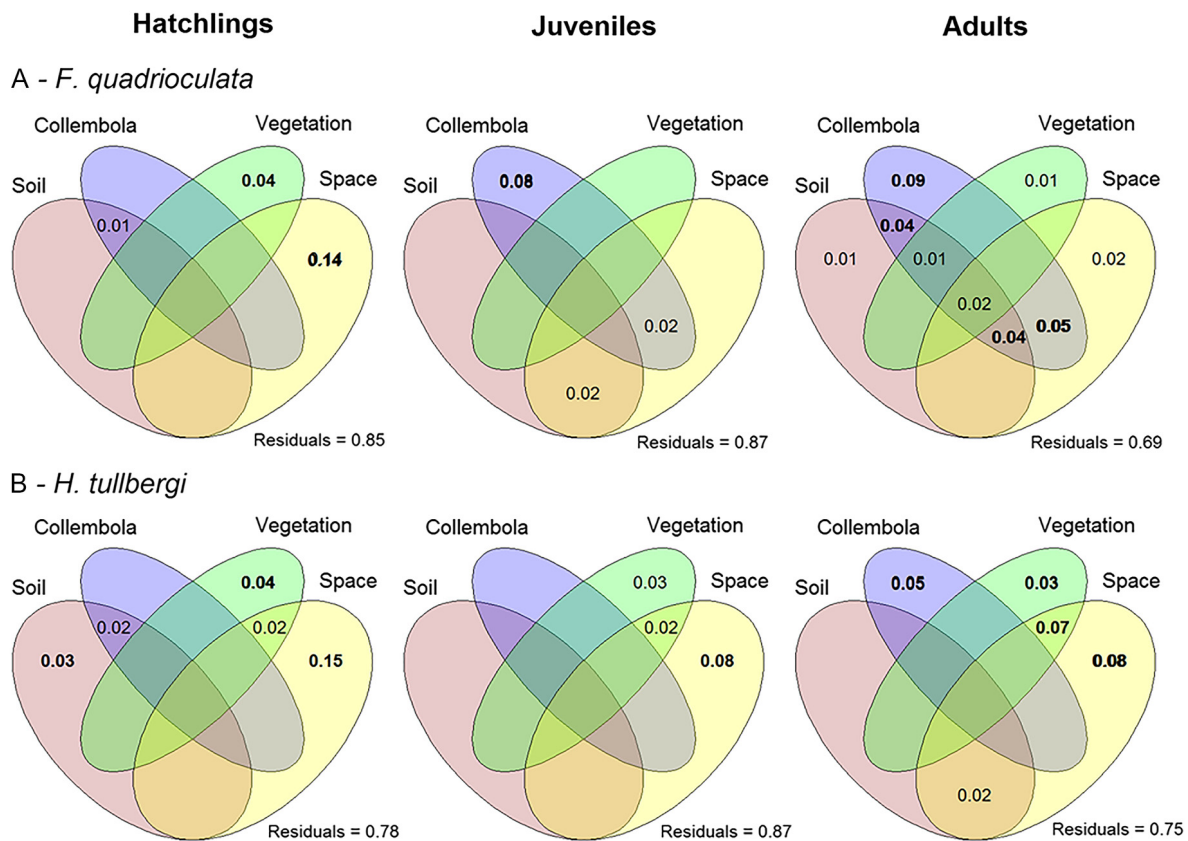 Hatchlings Juveniles Adults
A - F. quadrioculata
Collembola Vegetation Collembola Vegetation Collembola Vegetation
Soil Space Soil Space Soil Space
0.04 0.08 0.09 0.01
0.01 0.04
0.14 0.01 0.01 0.02
0.02
0.02 0.04 0.05
0.02
Residuals = 0.85 Residuals = 0.87 Residuals = 0.69
B - H. tullbergi
Collembola Vegetation Collembola Vegetation Collembola Vegetation
Soil Space Soil Space Soil Space
0.04 0.03 0.05 0.03
0.02 0.02 0.02 0.07
0.03 0.15 0.08 0.08
0.02
Residuals = 0.78 Residuals = 0.87 Residuals = 0.75